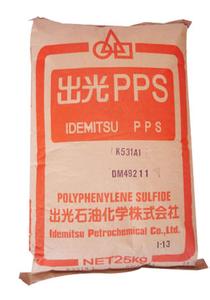 出光PPS
IDEMITSU PPS
K531A1
DM49211
POLYPHENYLENE SULFIDE
出光石油化学株式会社
Idemitsu Petrochemical Co.,Ltd.
1-13
NET25kg